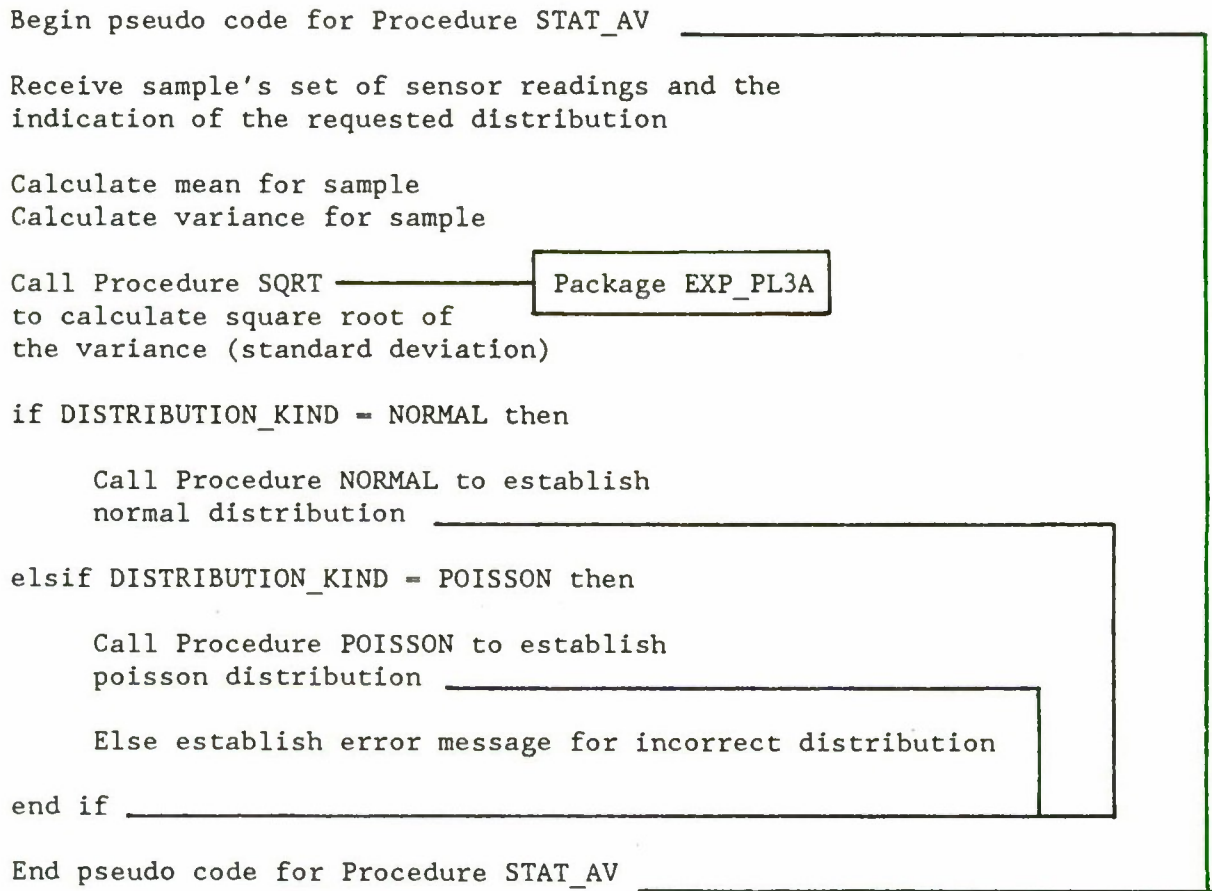 Begin pseudo code for Procedure STAT_AV
Receive sample's set of sensor readings and the
indication of the requested distribution
Calculate mean for sample
Calculate variance for sample
Call Procedure SQRT Package EXP_PL3A
to calculate square root of
the variance (standard deviation)
if DISTRIBUTION_KIND = NORMAL then
Call Procedure NORMAL to establish
normal distribution
elsif DISTRIBUTION_KIND = POISSON then
Call Procedure POISSON to establish
poisson distribution
Else establish error message for incorrect distribution
end if
End pseudo code for Procedure STAT_AV